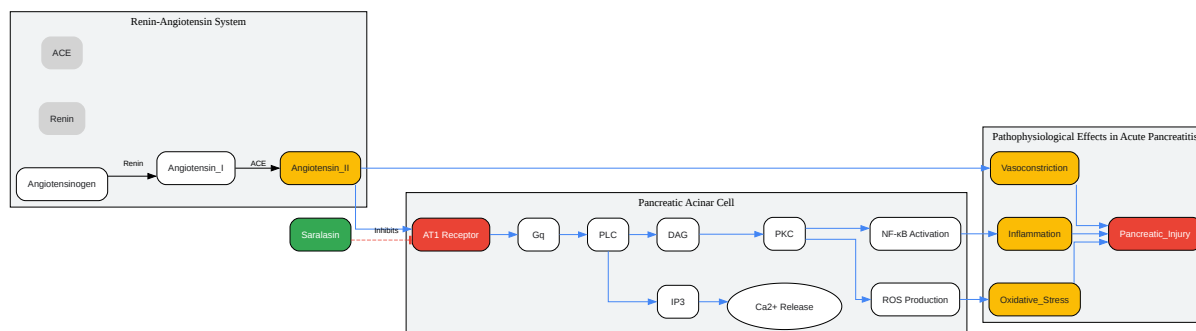 Renin-Angiotensin System
ACE
Renin
Angiotensinogen
Renin
Angiotensin_I
ACE
Angiotensin_II
Pathophysiological Effects in Acute Pancreatitis
Vasoconstriction
Pancreatic Acinar Cell
Saralasin
Inhibits
AT1 Receptor
Gq
PLC
DAG
PKC
NF-κB Activation
Inflammation
Pancreatic_Injury
IP3
Ca2+ Release
ROS Production
Oxidative_Stress